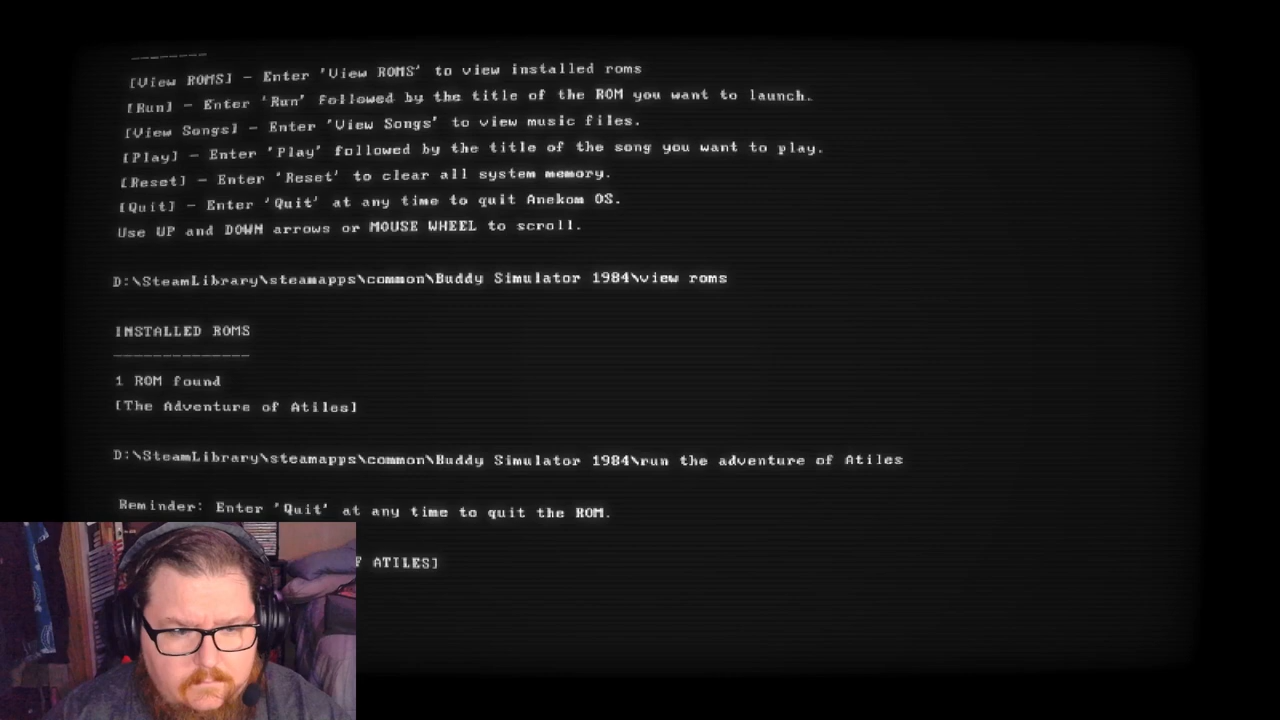 [View ROMS] - Enter 'View ROMS' to view installed roms
[Run] - Enter 'Run' followed by the title of the ROM you want to launch.
[View Songs] - Enter 'View Songs' to view music files.
[Play] - Enter 'Play' followed by the title of the song you want to play.
[Reset] - Enter 'Reset' to clear all system memory.
[Quit] - Enter 'Quit' at any time to quit Anekom OS.
Use UP and DOWN arrows or MOUSE WHEEL to scroll.
D:\SteamLibrary\steamapps\common\Buddy Simulator 1984\view roms
INSTALLED ROMS
--------------
1 ROM found
[The Adventure of Atiles]
D:\SteamLibrary\steamapps\common\Buddy Simulator 1984\run the adventure of Atiles
Reminder: Enter 'Quit' at any time to quit the ROM.
F ATILES]